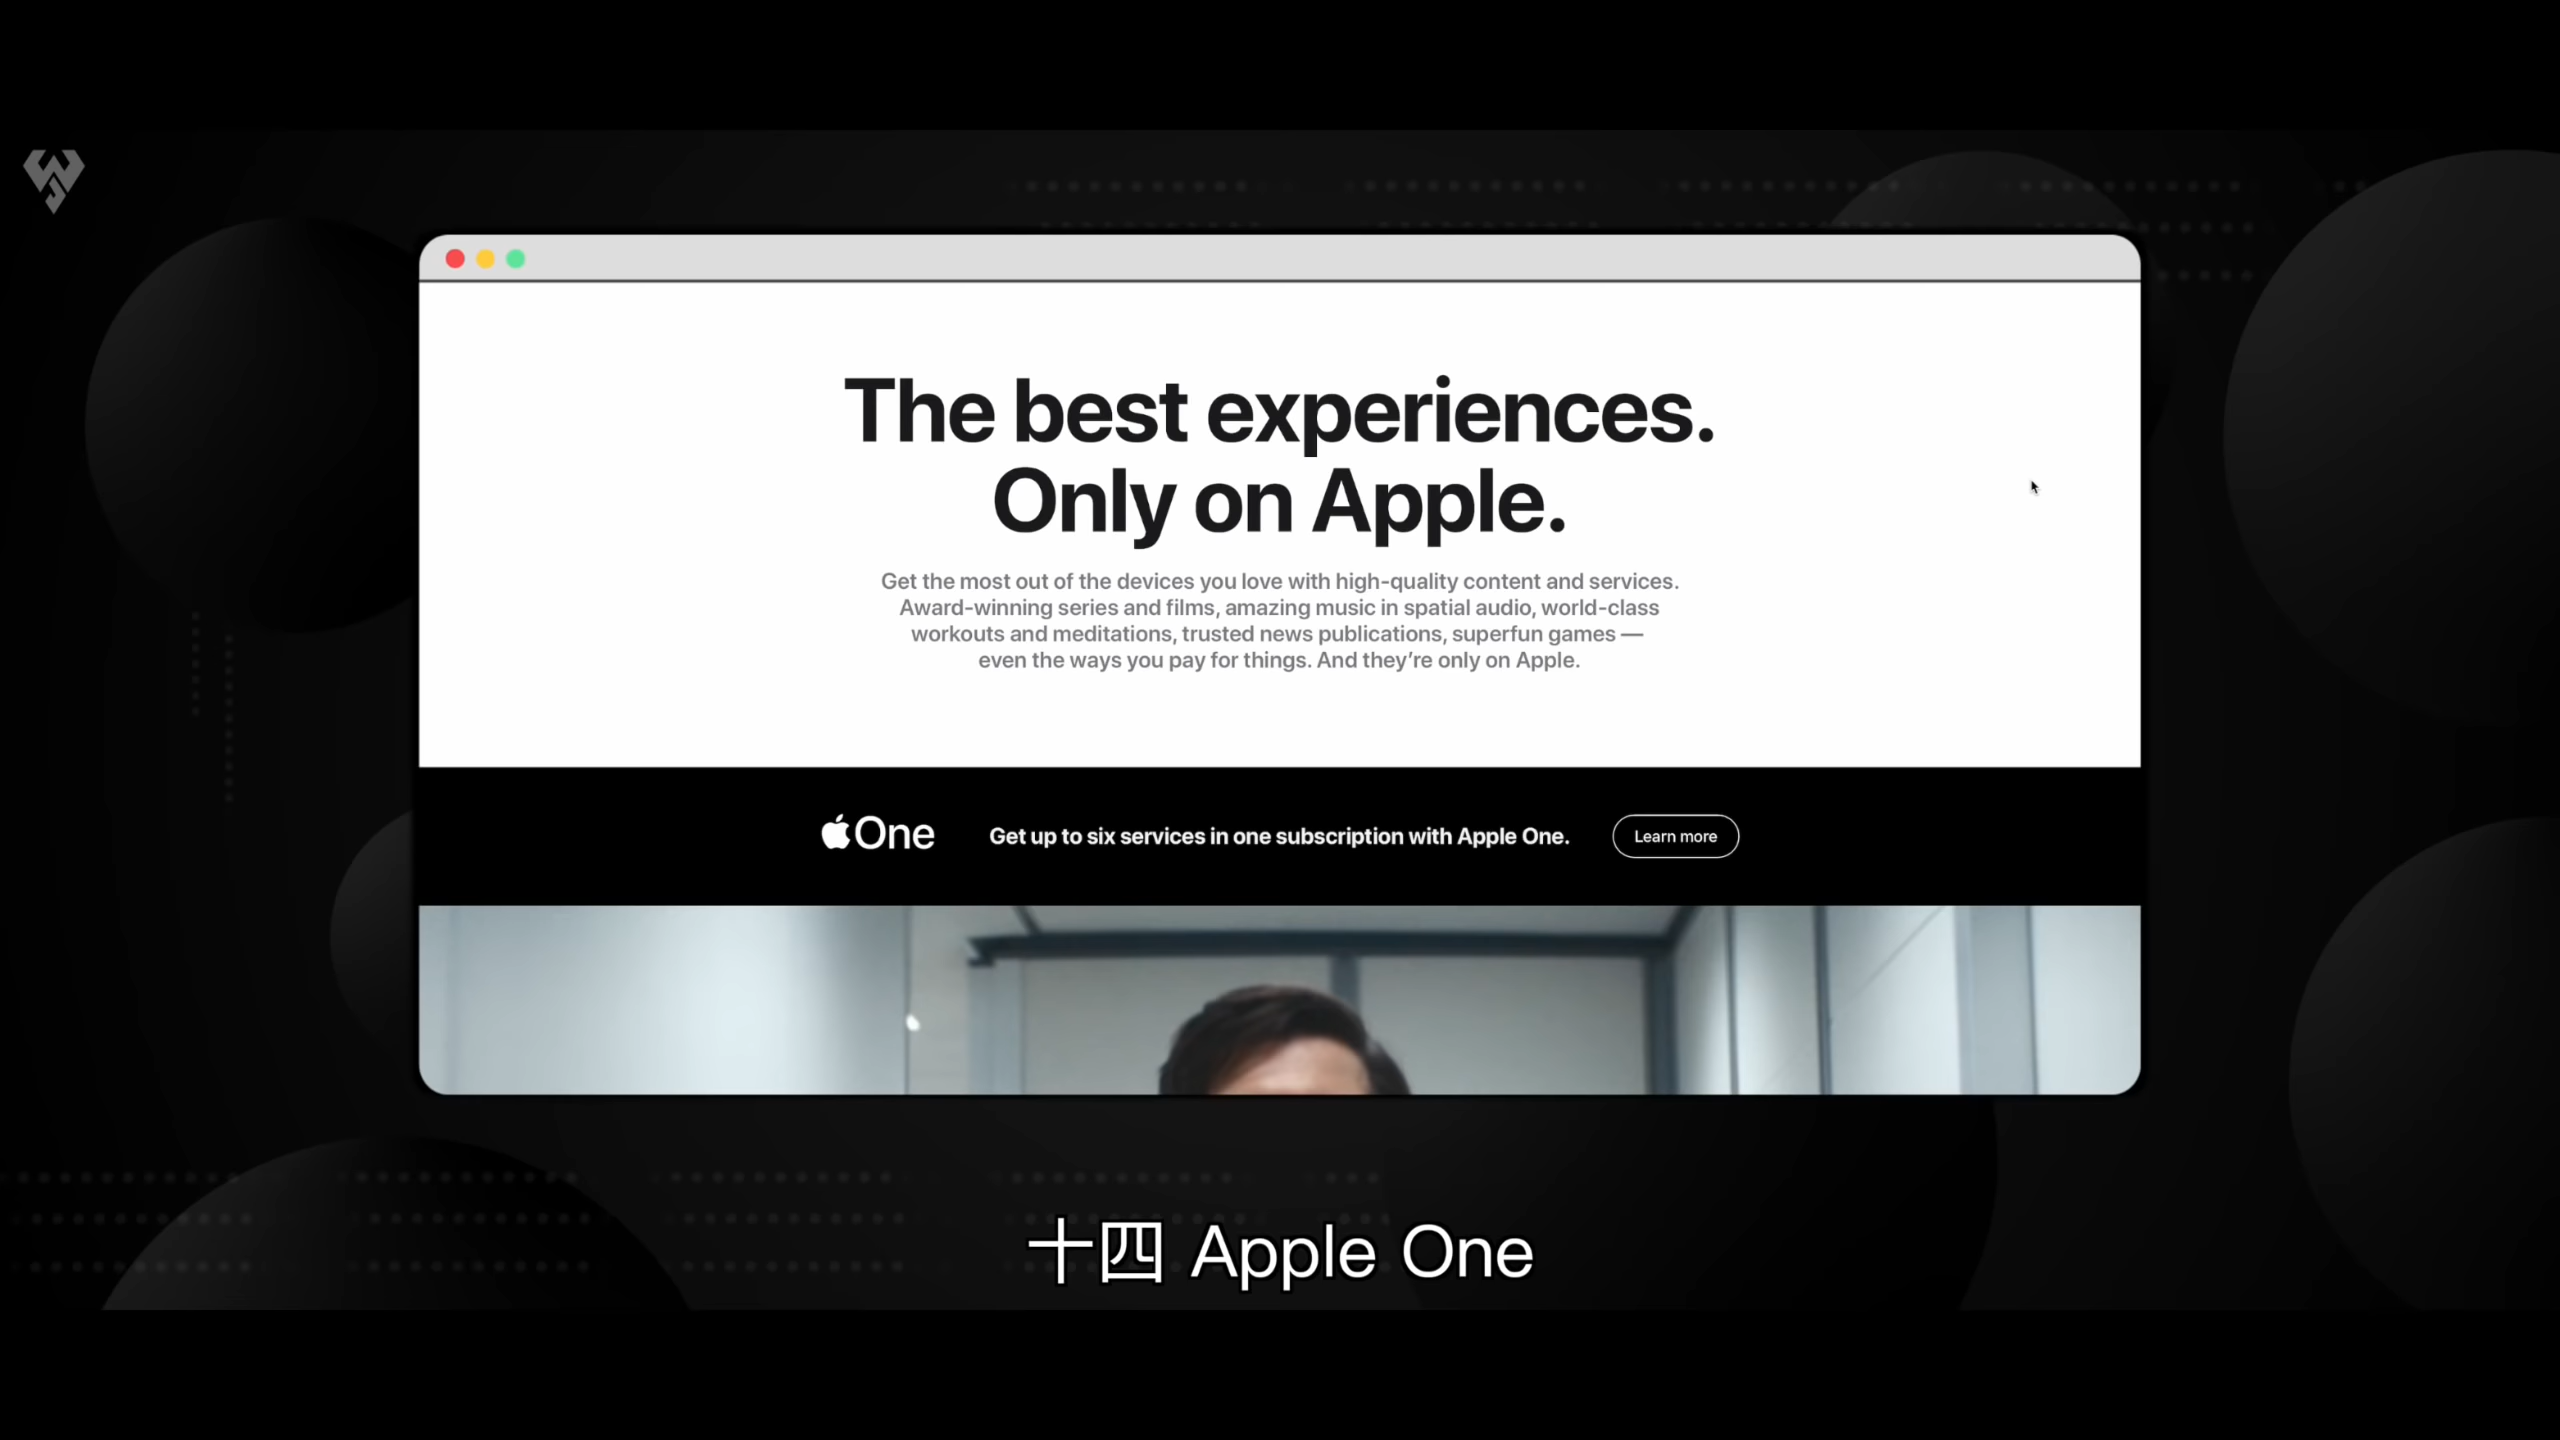 The best experiences.
Only on Apple.
Get the most out of the devices you love with high-quality content and services.
Award-winning series and films, amazing music in spatial audio, world-class
workouts and meditations, trusted news publications, superfun games —
even the ways you pay for things. And they’re only on Apple.
One
Get up to six services in one subscription with Apple One.
Learn more
十四 Apple One